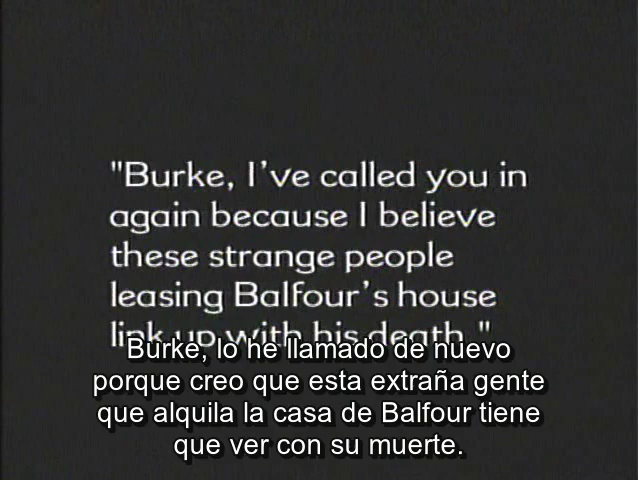 "Burke, I've called you in
again because I believe
these strange people
leasing Balfour's house
link up with his death."
Burke, lo he llamado de nuevo
porque creo que esta extraña gente
que alquila la casa de Balfour tiene
que ver con su muerte.